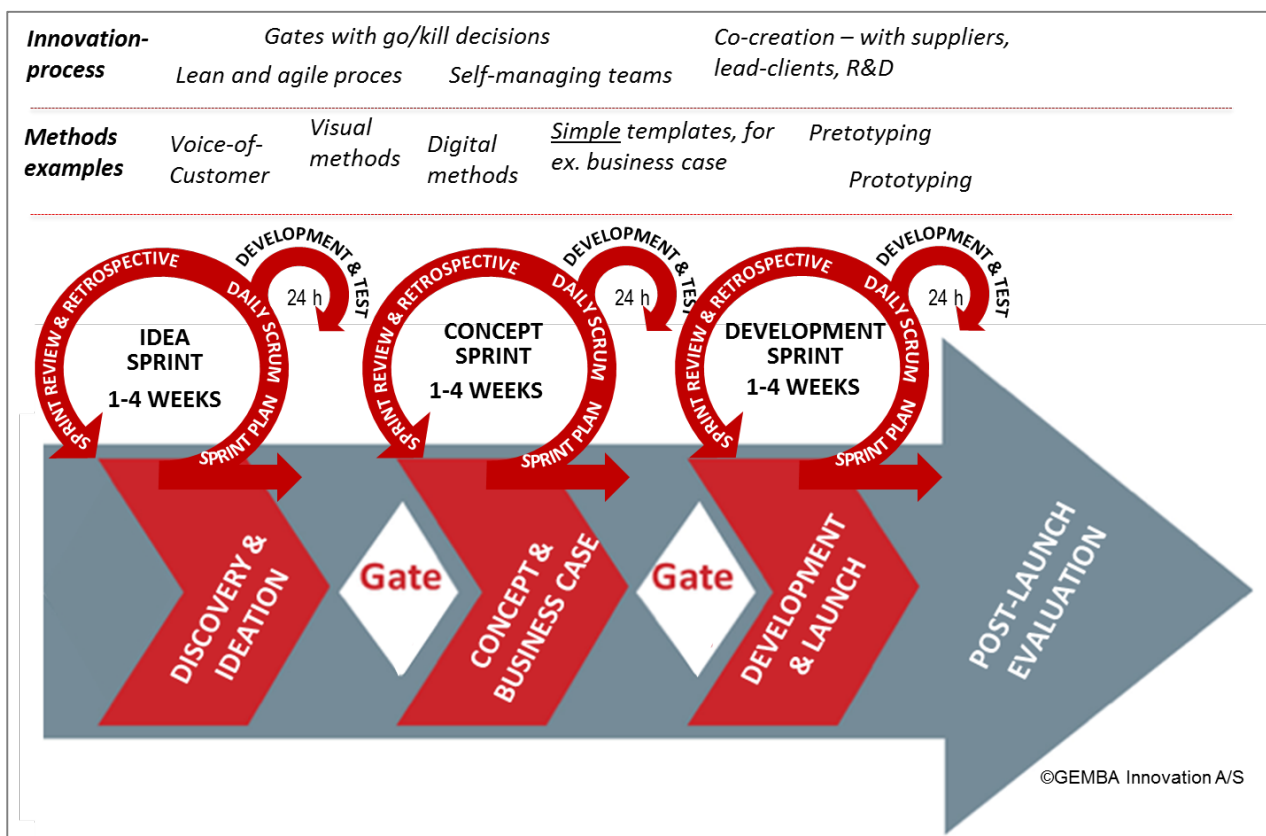 Innovation-
process
Gates with go/kill decisions
Lean and agile proces
Self-managing teams
Co-creation – with suppliers,
lead-clients, R&D
Methods
examples
Voice-of-
Customer
Visual
methods
Digital
methods
Simple templates, for
ex. business case
Pretotyping
Prototyping
SPRINT REVIEW & RETROSPECTIVE
DAILY SCRUM
SPRINT PLAN
DEVELOPMENT & TEST
24 h
IDEA
SPRINT
1-4 WEEKS
SPRINT REVIEW & RETROSPECTIVE
DAILY SCRUM
SPRINT PLAN
DEVELOPMENT & TEST
24 h
CONCEPT
SPRINT
1-4 WEEKS
SPRINT REVIEW & RETROSPECTIVE
DAILY SCRUM
SPRINT PLAN
DEVELOPMENT & TEST
24 h
DEVELOPMENT
SPRINT
1-4 WEEKS
DISCOVERY &
IDEATION
Gate
CONCEPT &
BUSINESS CASE
Gate
DEVELOPMENT
& LAUNCH
POST-LAUNCH
EVALUATION
©GEMBA Innovation A/S